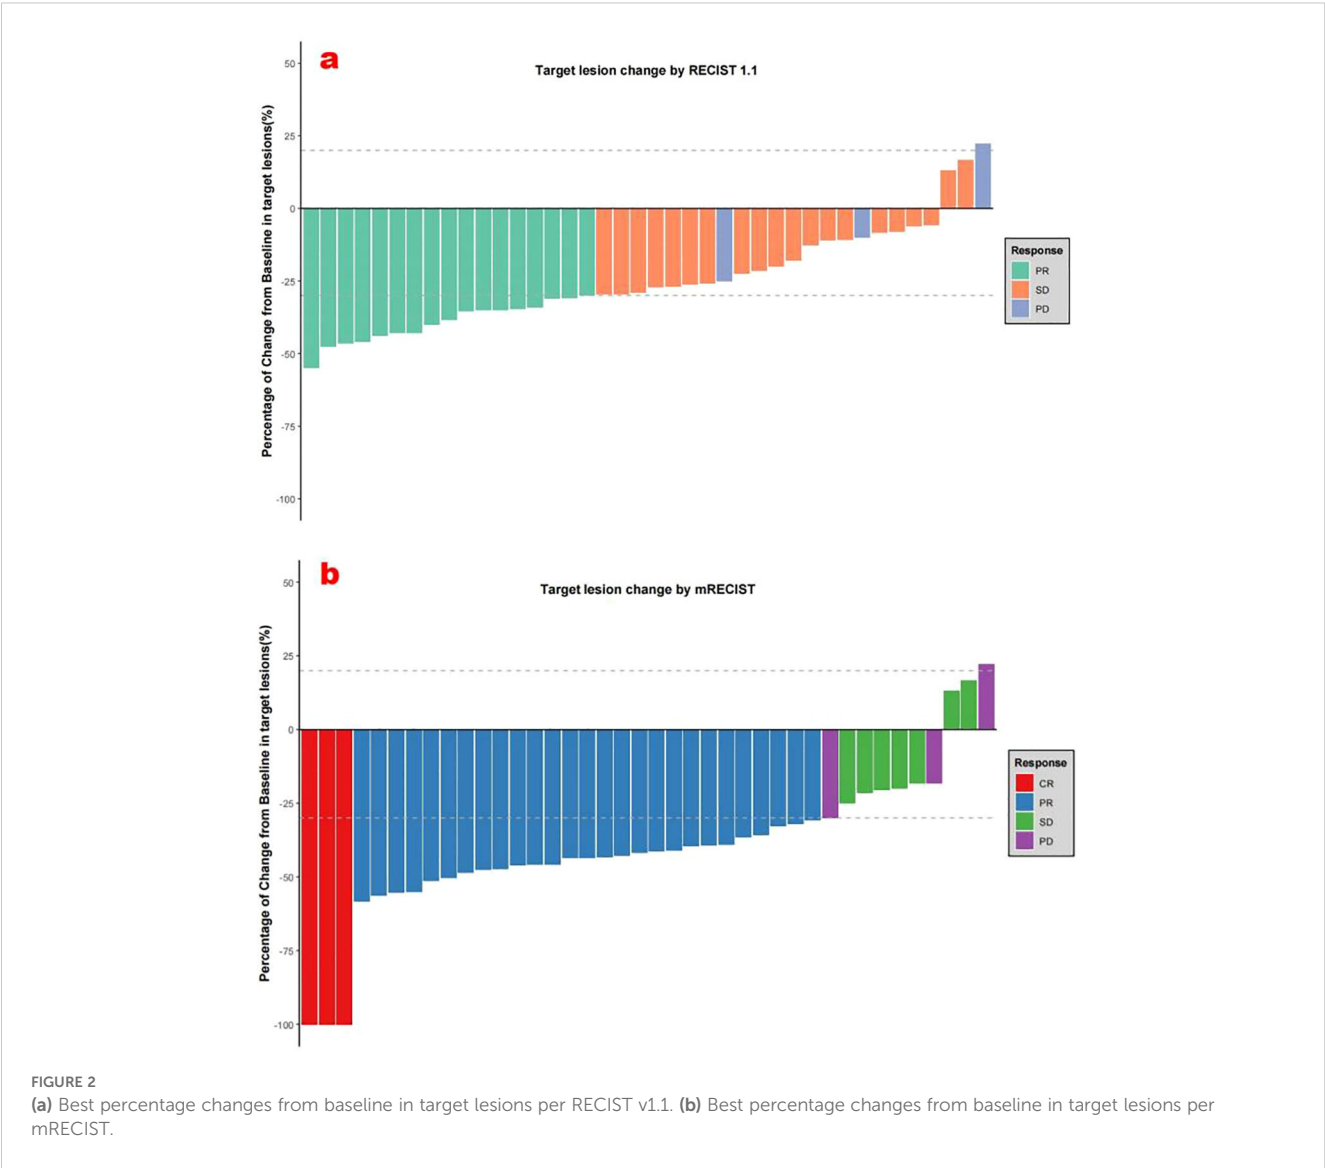 a
Target lesion change by RECIST 1.1
Percentage of Change from Baseline in target lesions(%)
50
25
0
-25
-50
-75
-100
Response
PR
SD
PD
b
Target lesion change by mRECIST
Percentage of Change from Baseline in target lesions(%)
50
25
0
-25
-50
-75
-100
Response
CR
PR
SD
PD
FIGURE 2
(a) Best percentage changes from baseline in target lesions per RECIST v1.1. (b) Best percentage changes from baseline in target lesions per
mRECIST.